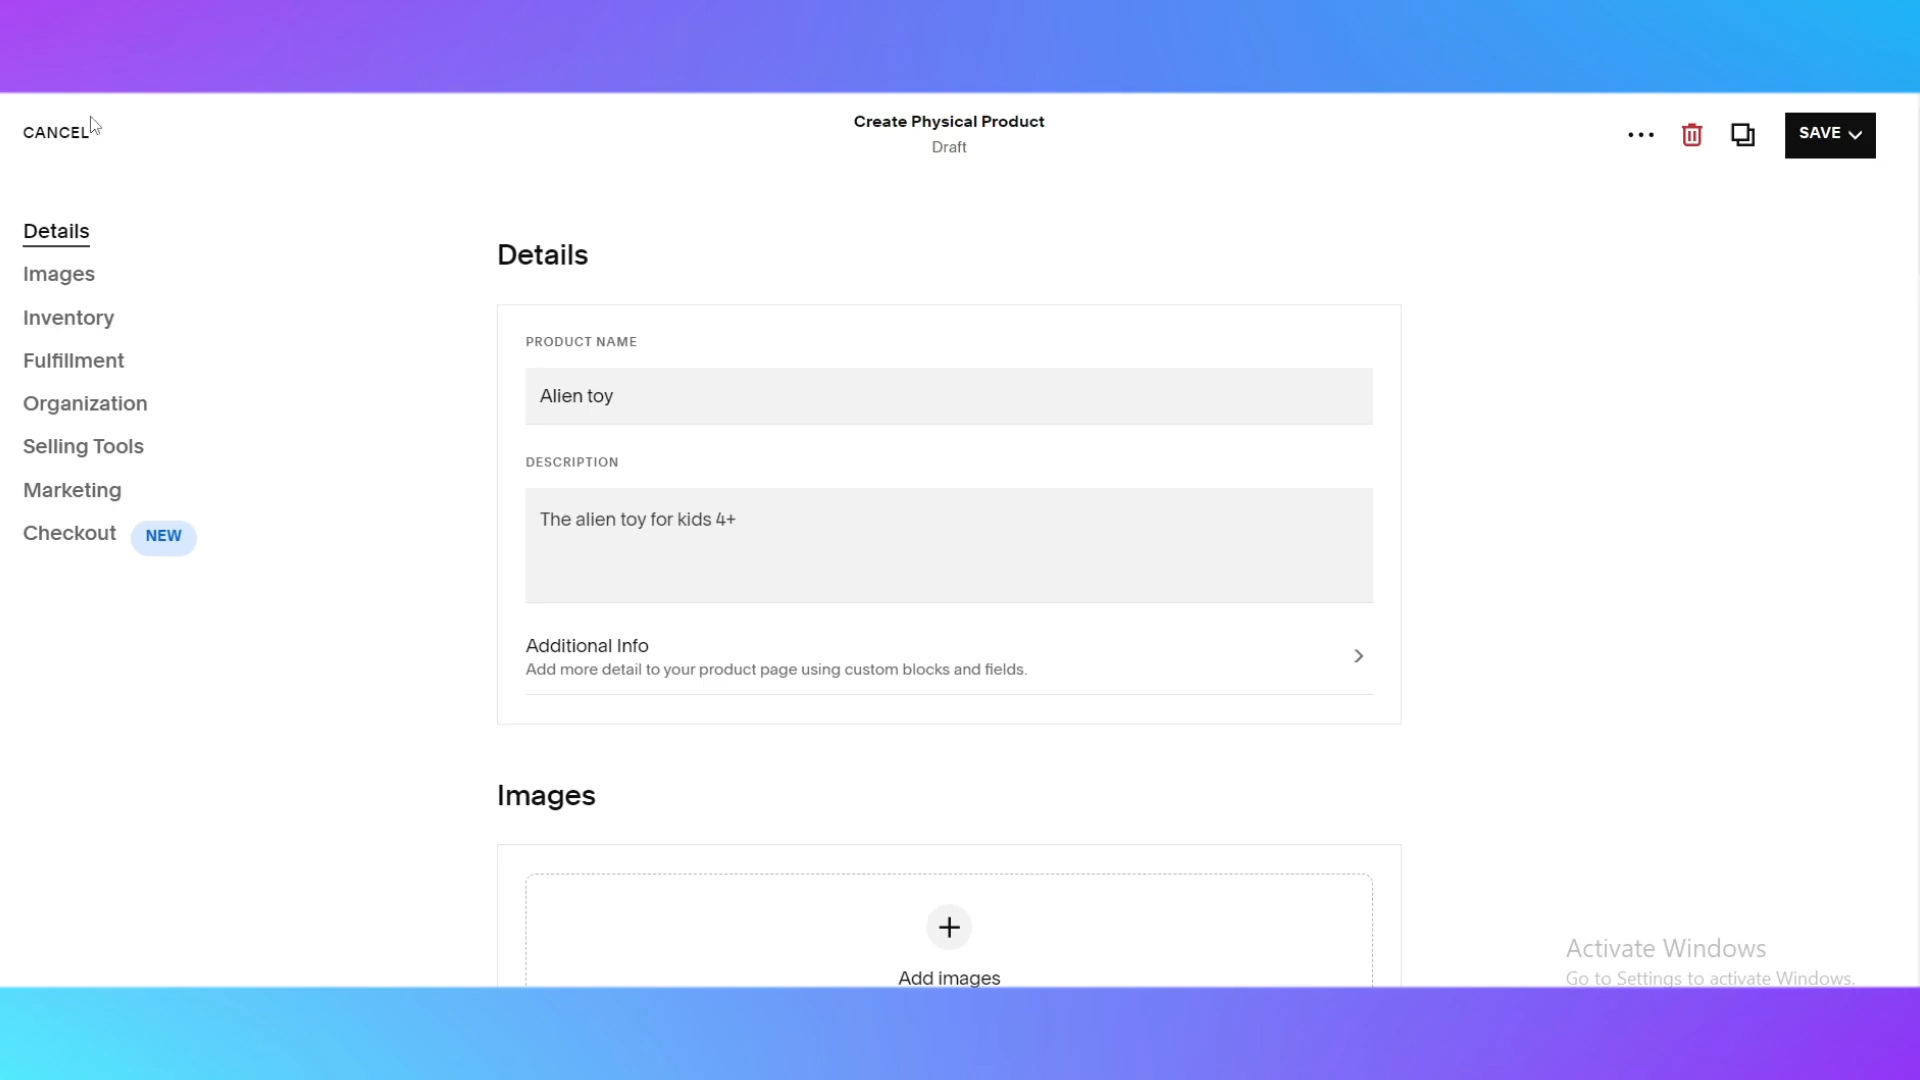 CANCEL
Create Physical Product
Draft
SAVE
Details
Images
Inventory
Fulfillment
Organization
Selling Tools
Marketing
Checkout NEW
Details
PRODUCT NAME
Alien toy
DESCRIPTION
The alien toy for kids 4+
Additional Info
Add more detail to your product page using custom blocks and fields.
Images
Add images
Activate Windows
Go to Settings to activate Windows.